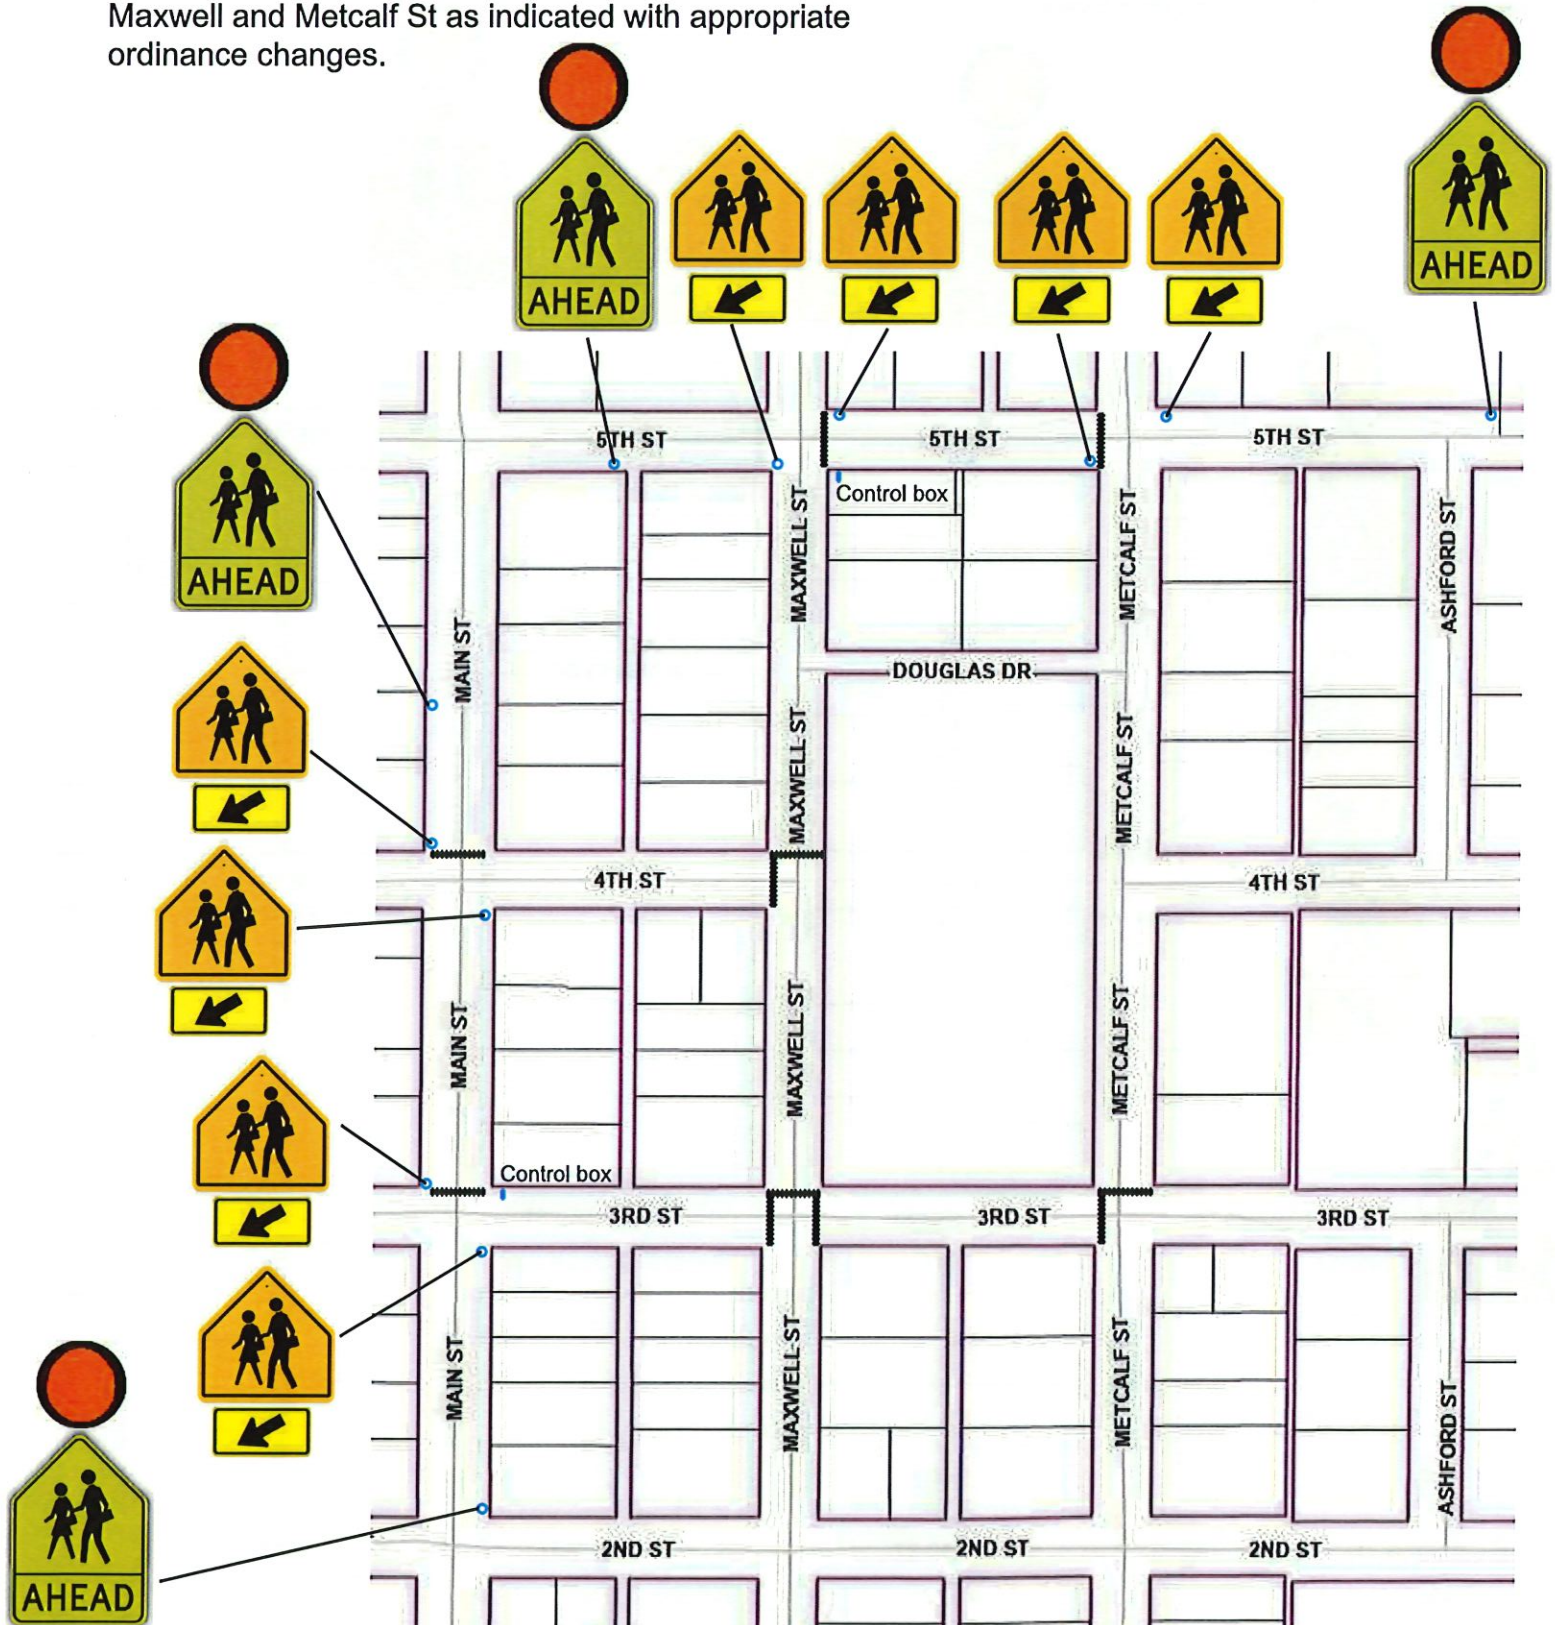 Maxwell and Metcalf St as indicated with appropriate
ordinance changes.
AHEAD
AHEAD
AHEAD
AHEAD
5TH ST
5TH ST
5TH ST
Control box
MAIN ST
MAXWELL ST
METCALF ST
ASHFORD ST
DOUGLAS DR
MAXWELL ST
METCALF ST
4TH ST
4TH ST
MAIN ST
MAXWELL ST
METCALF ST
Control box
3RD ST
3RD ST
3RD ST
MAIN ST
MAXWELL ST
METCALF ST
ASHFORD ST
2ND ST
2ND ST
2ND ST